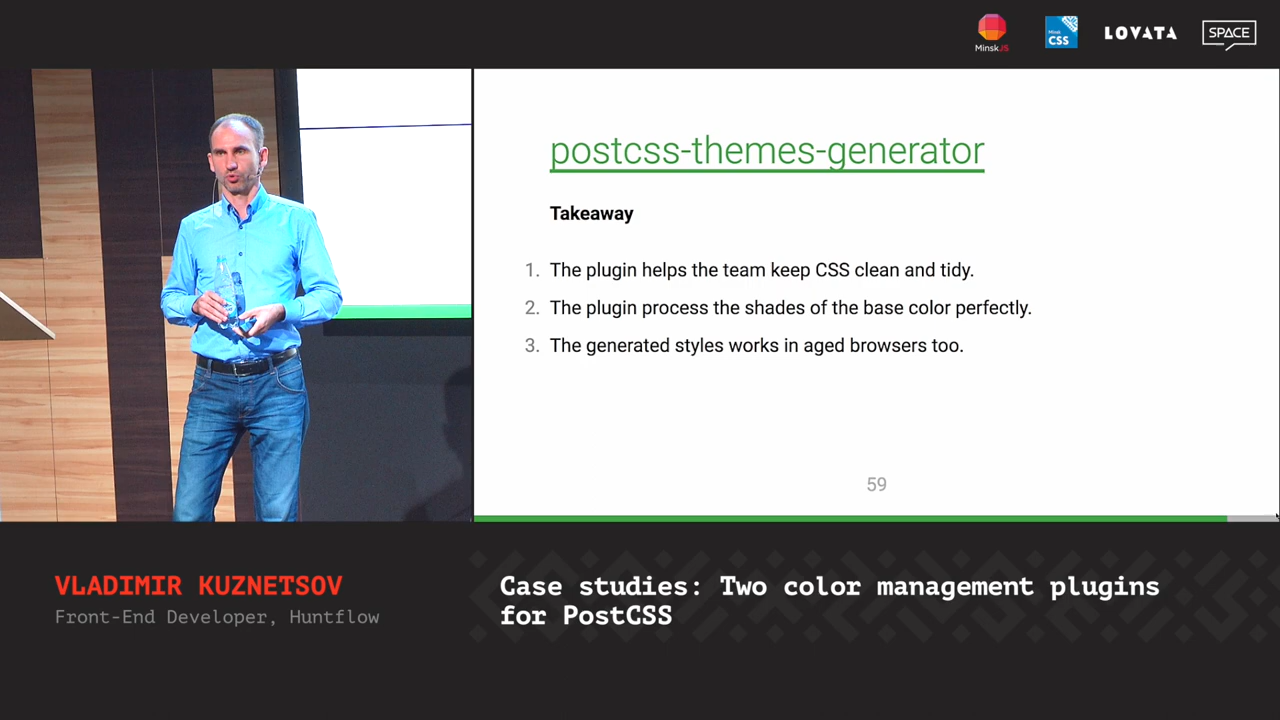 MinskJS
Minsk
CSS
LOVATA
SPACE
postcss-themes-generator
Takeaway
1. The plugin helps the team keep CSS clean and tidy.
2. The plugin process the shades of the base color perfectly.
3. The generated styles works in aged browsers too.
59
VLADIMIR KUZNETSOV
Front-End Developer, Huntflow
Case studies: Two color management plugins
for PostCSS